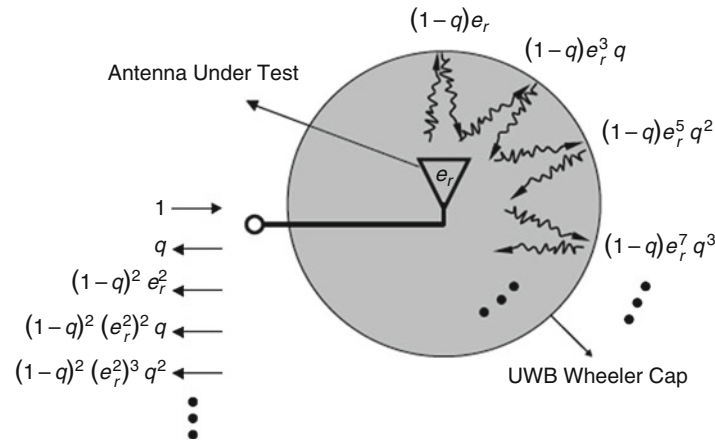 (1−q)e_r
(1−q)e_r^3 q
Antenna Under Test
(1−q)e_r^5 q^2
e_r
1
q
(1−q)e_r^7 q^3
(1−q)^2 e_r^2
(1−q)^2 (e_r^2)^2 q
(1−q)^2 (e_r^2)^3 q^2
UWB Wheeler Cap